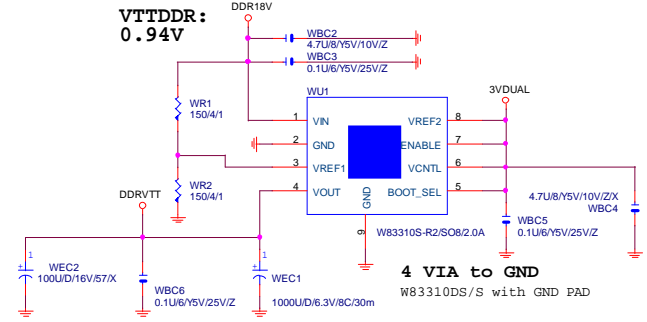 VTTDDR:
0.94V
DDR18V
WBC2
4.7U/8/Y5V/10V/Z
WBC3
0.1U/6/Y5V/25V/Z
WR1
150/4/1
WU1
3VDUAL
1 VIN VREF2 8
2 GND ENABLE 7
3 VREF1 VCNTL 6
4 VOUT BOOT_SEL 5
GND
9
W83310S-R2/SO8/2.0A
WR2
150/4/1
DDRVTT
4.7U/8/Y5V/10V/Z/X
WBC4
WBC5
0.1U/6/Y5V/25V/Z
1
WEC2
100U/D/16V/57/X
WBC6
0.1U/6/Y5V/25V/Z
1
WEC1
1000U/D/6.3V/8C/30m
4 VIA to GND
W83310DS/S with GND PAD